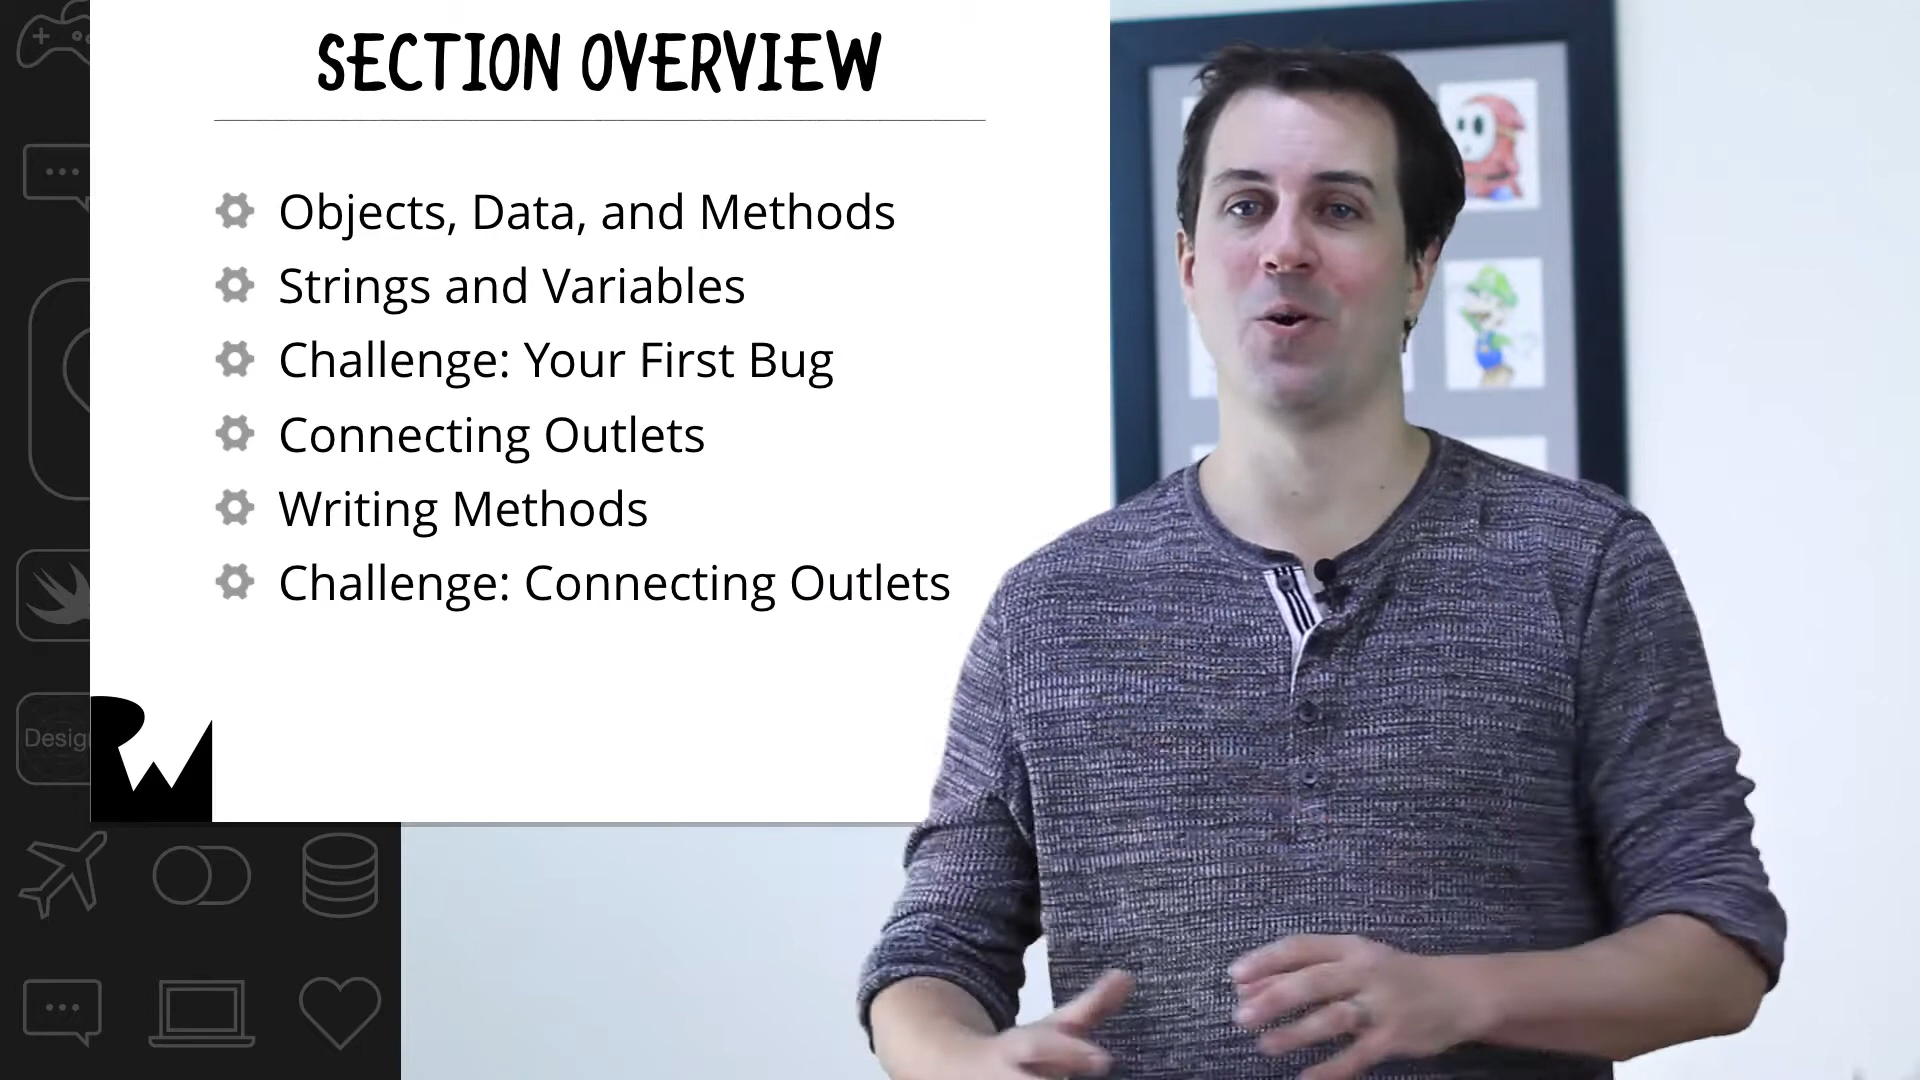 SECTION OVERVIEW
Objects, Data, and Methods
Strings and Variables
Challenge: Your First Bug
Connecting Outlets
Writing Methods
Challenge: Connecting Outlets
Desig